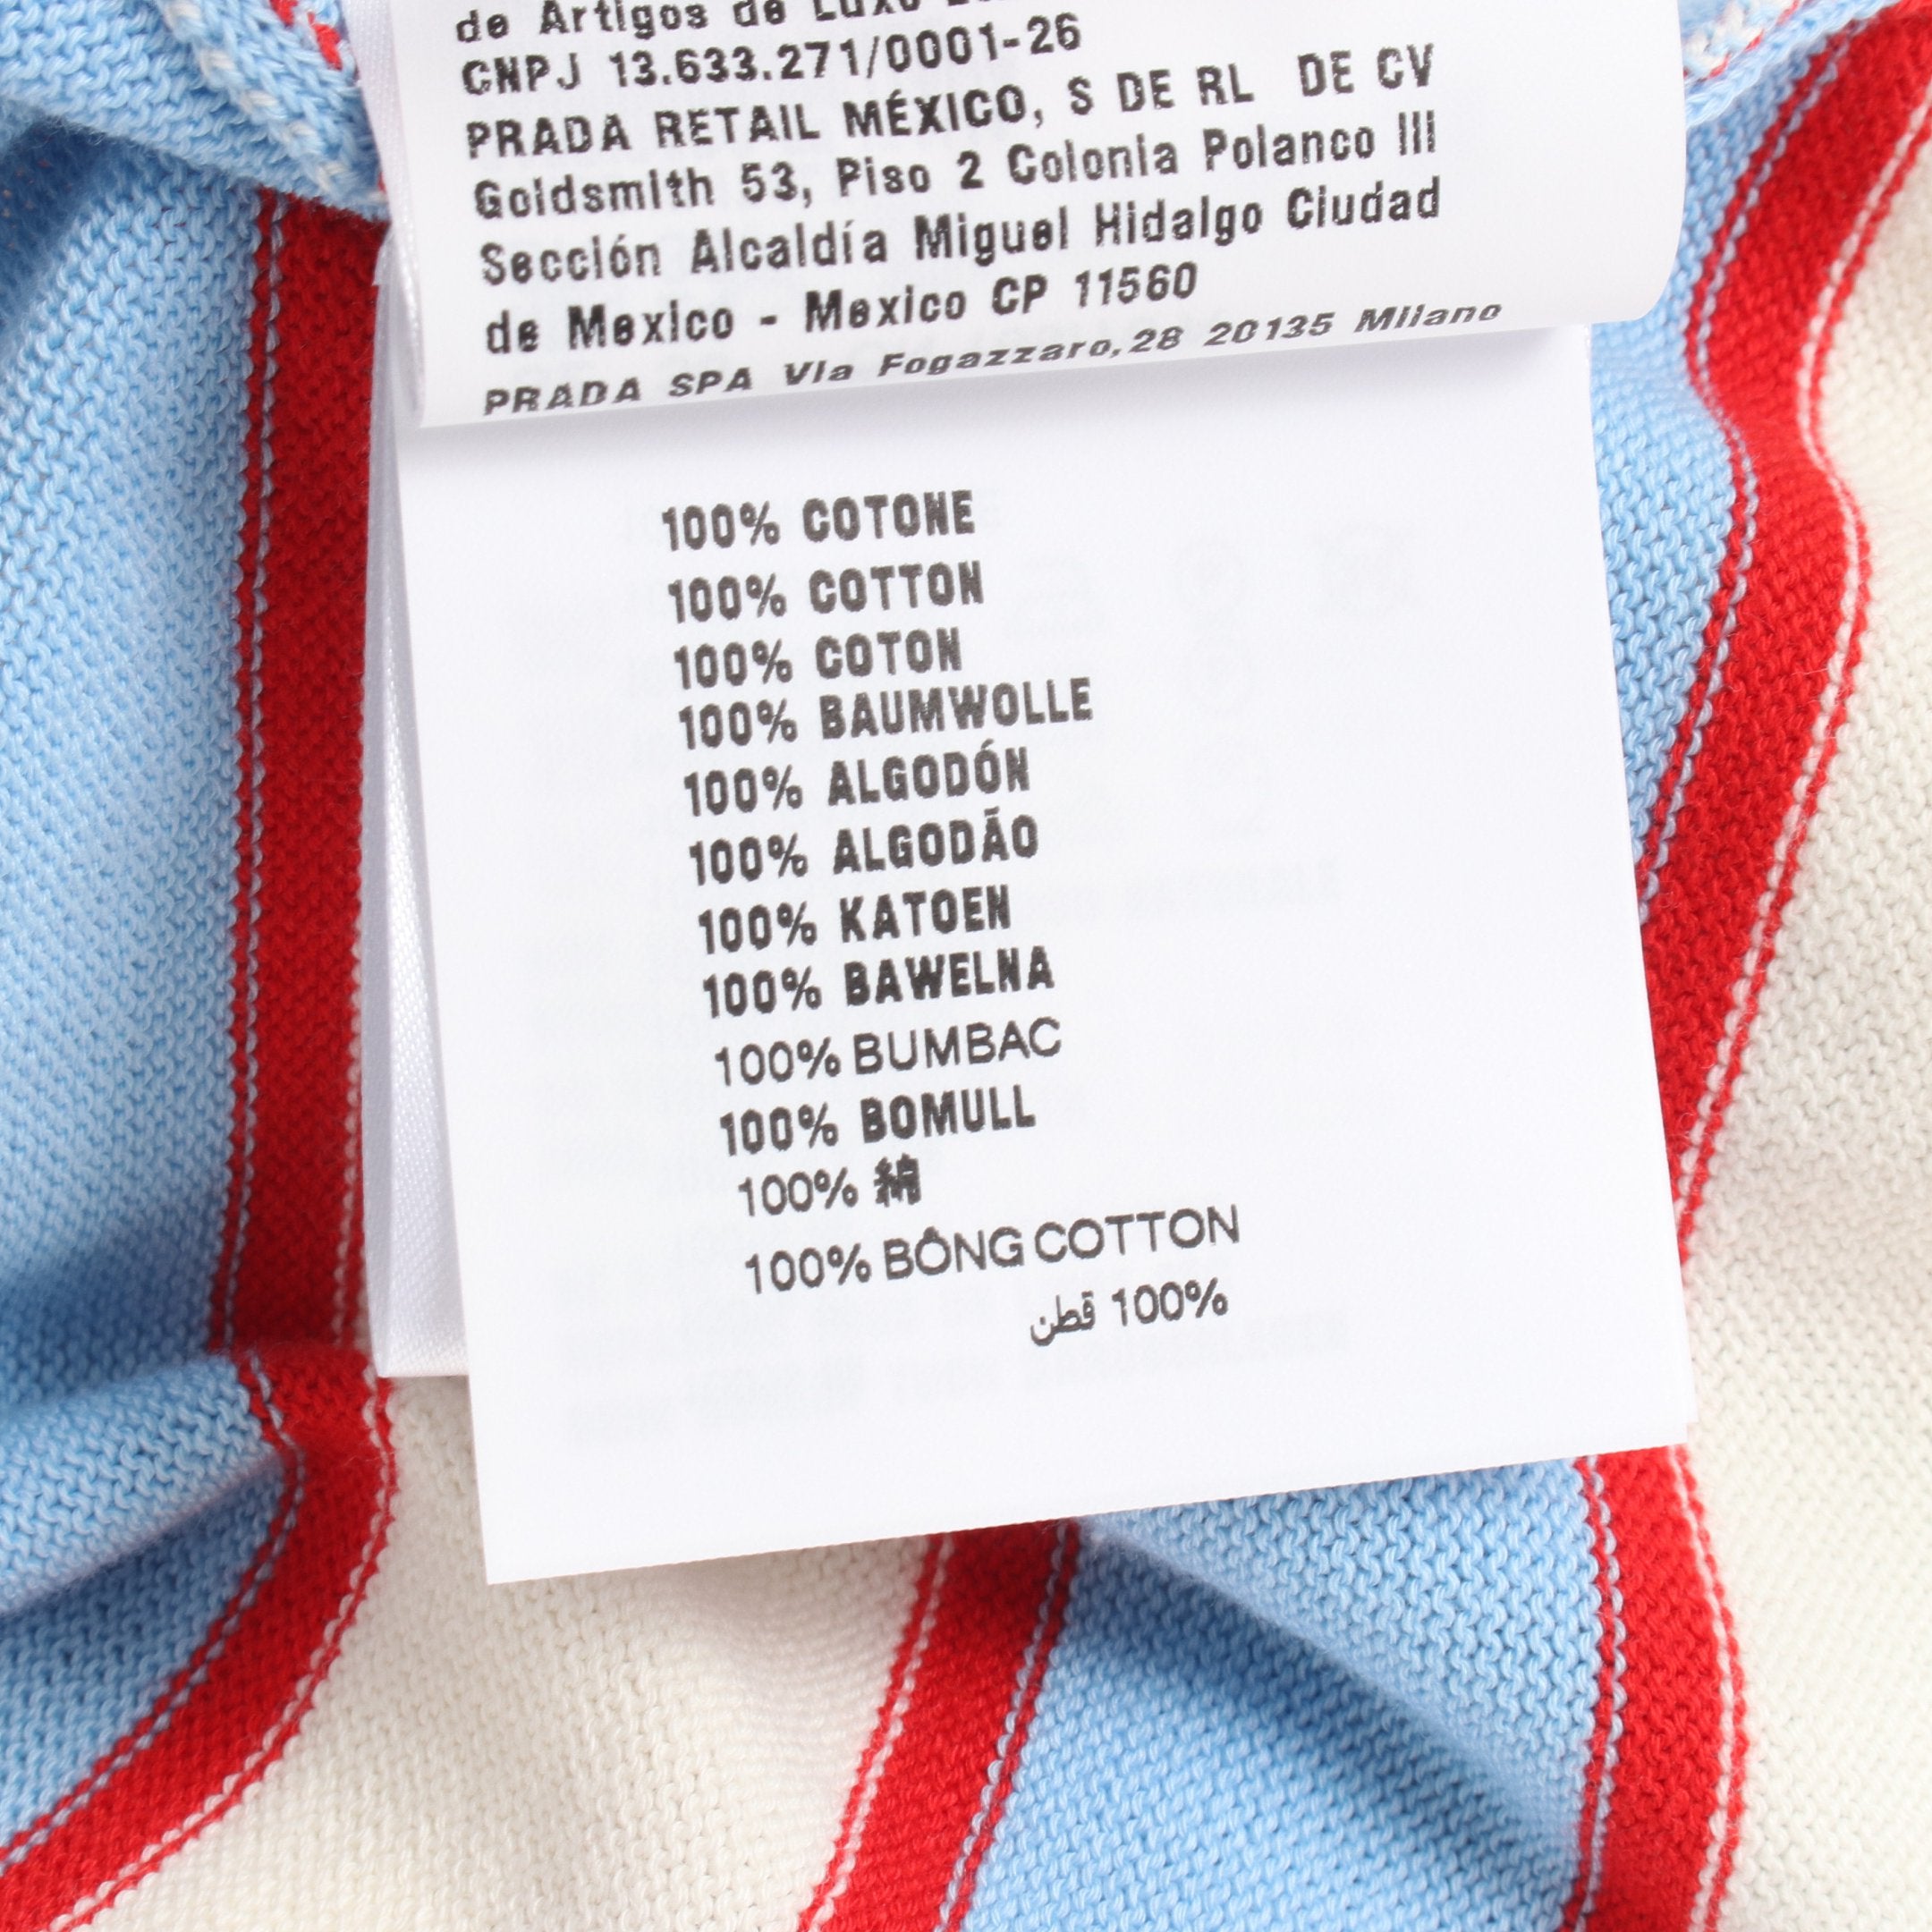 de Artigos de Luxo
CNPJ 13.633.271/0001-26
PRADA RETAIL MÉXICO, S DE RL DE CV
Goldsmith 53, Piso 2 Colonia Polanco III
Sección Alcaldía Miguel Hidalgo Ciudad
de Mexico - Mexico CP 11560
PRADA SPA Via Fogazzaro,28 20135 Milano
100% COTONE
100% COTTON
100% COTON
100% BAUMWOLLE
100% ALGODÓN
100% ALGODÃO
100% KATOEN
100% BAWELNA
100% BUMBAC
100% BOMULL
100% 綿
100% BÔNG COTTON
100% قطن